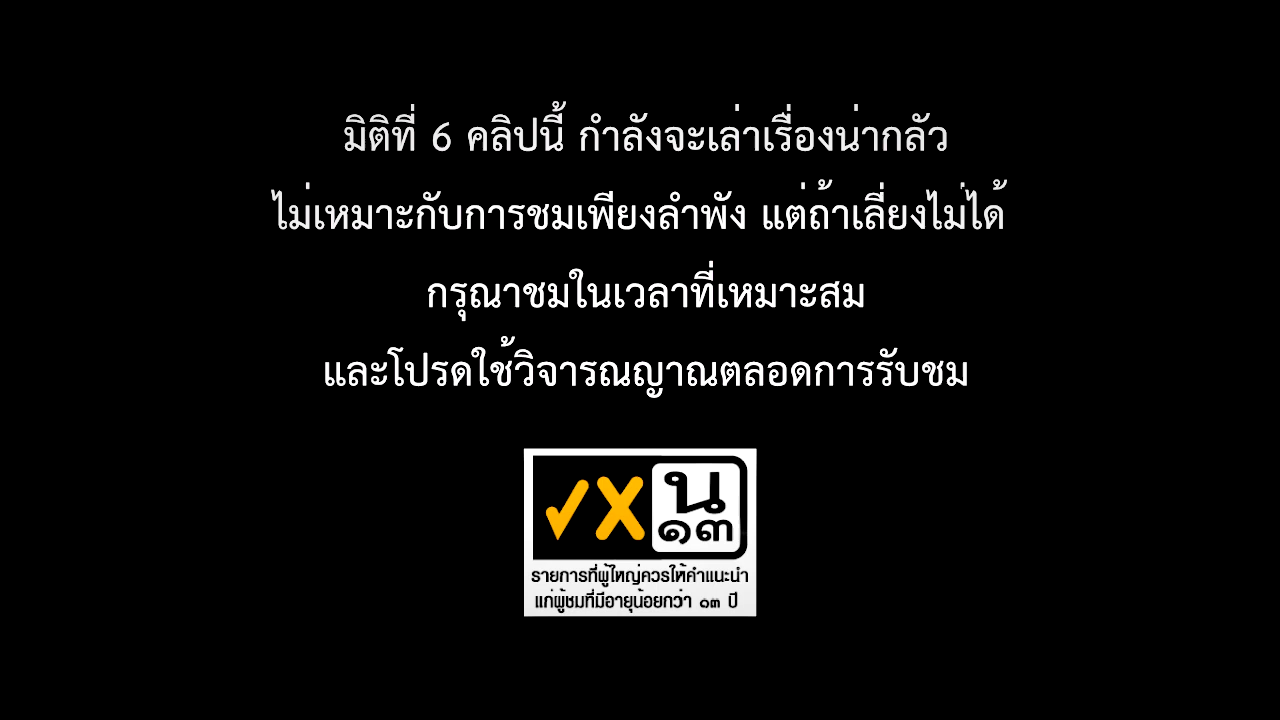 มิติที่ 6 คลิปนี้ กำลังจะเล่าเรื่องน่ากลัว
ไม่เหมาะกับการชมเพียงลำพัง แต่ถ้าเลี่ยงไม่ได้
กรุณาชมในเวลาที่เหมาะสม
และโปรดใช้วิจารณญาณตลอดการรับชม
น
๑๓
รายการที่ผู้ใหญ่ควรให้คำแนะนำ
แก่ผู้ชมที่มีอายุน้อยกว่า ๑๓ ปี